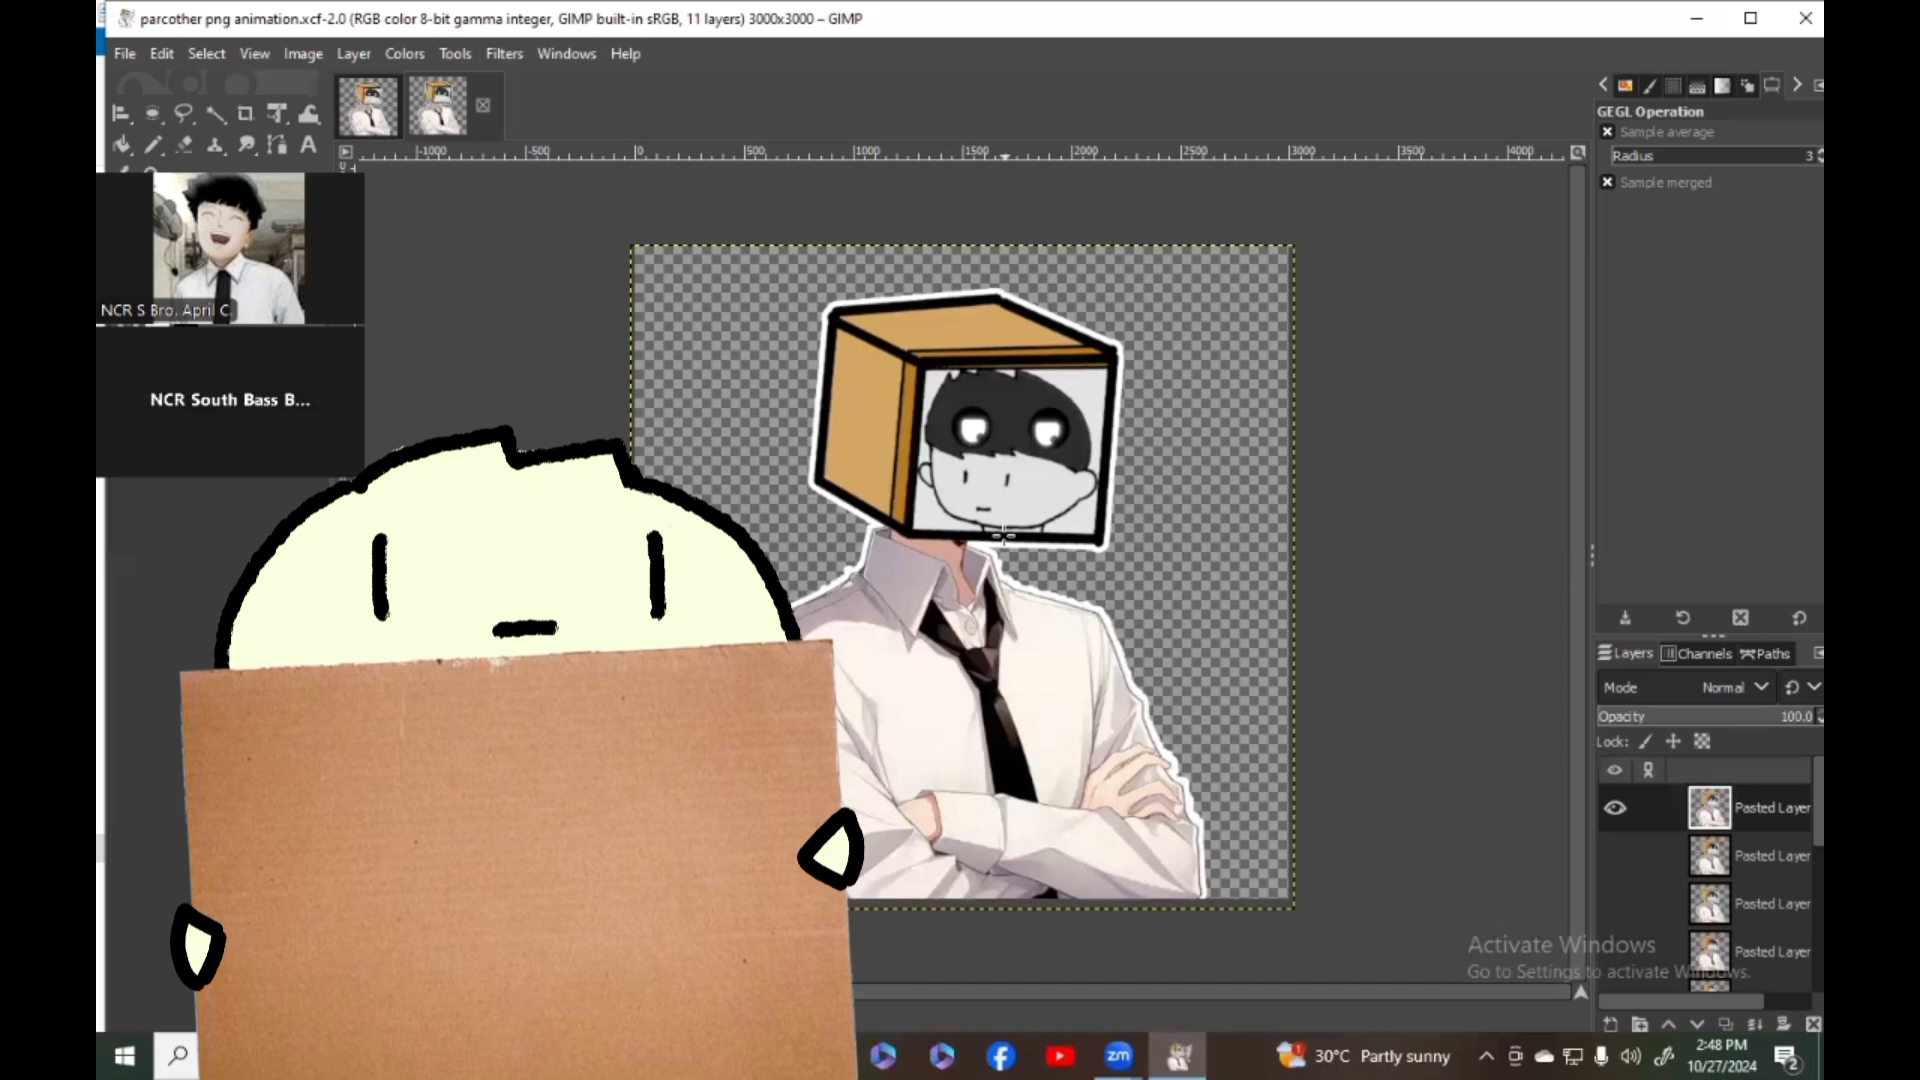 parcother png animation.xcf-2.0 (RGB color 8-bit gamma integer, GIMP built-in sRGB, 11 layers) 3000x3000 – GIMP
File Edit Select View Image Layer Colors Tools Filters Windows Help
GEGL Operation
Sample average
Radius 3
Sample merged
-1000 -500 0 500 1000 1500 2000 2500 3000 3500 4000
NCR S Bro. April C.
NCR South Bass B...
Layers Channels Paths
Mode Normal
Opacity 100.0
Lock:
Pasted Layer
Pasted Layer
Pasted Layer
Pasted Layer
Activate Windows
Go to Settings to activate Windows.
zm
1
30°C Partly sunny
2:48 PM
10/27/2024
2